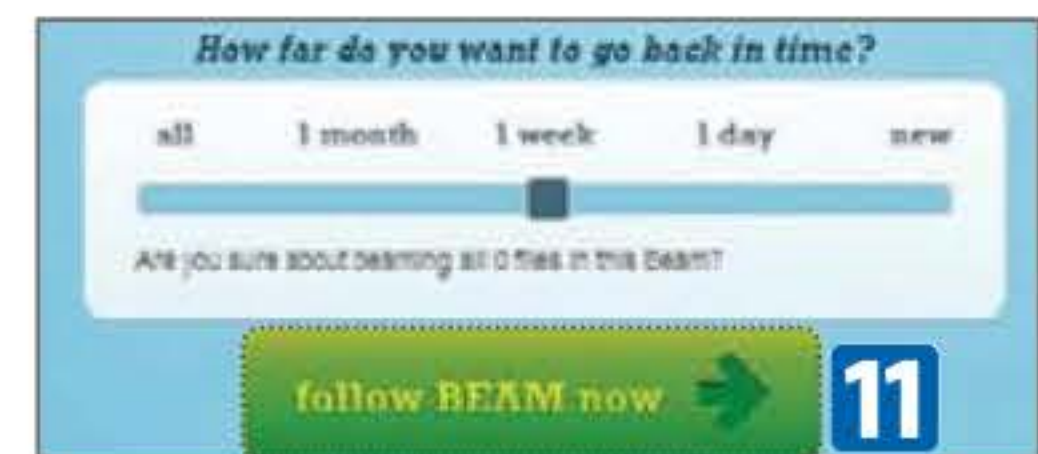 How far do you want to go back in time?
all 1 month 1 week 1 day new
Are you sure about beaming all 0 files in this Beam?
follow BEAM now
11